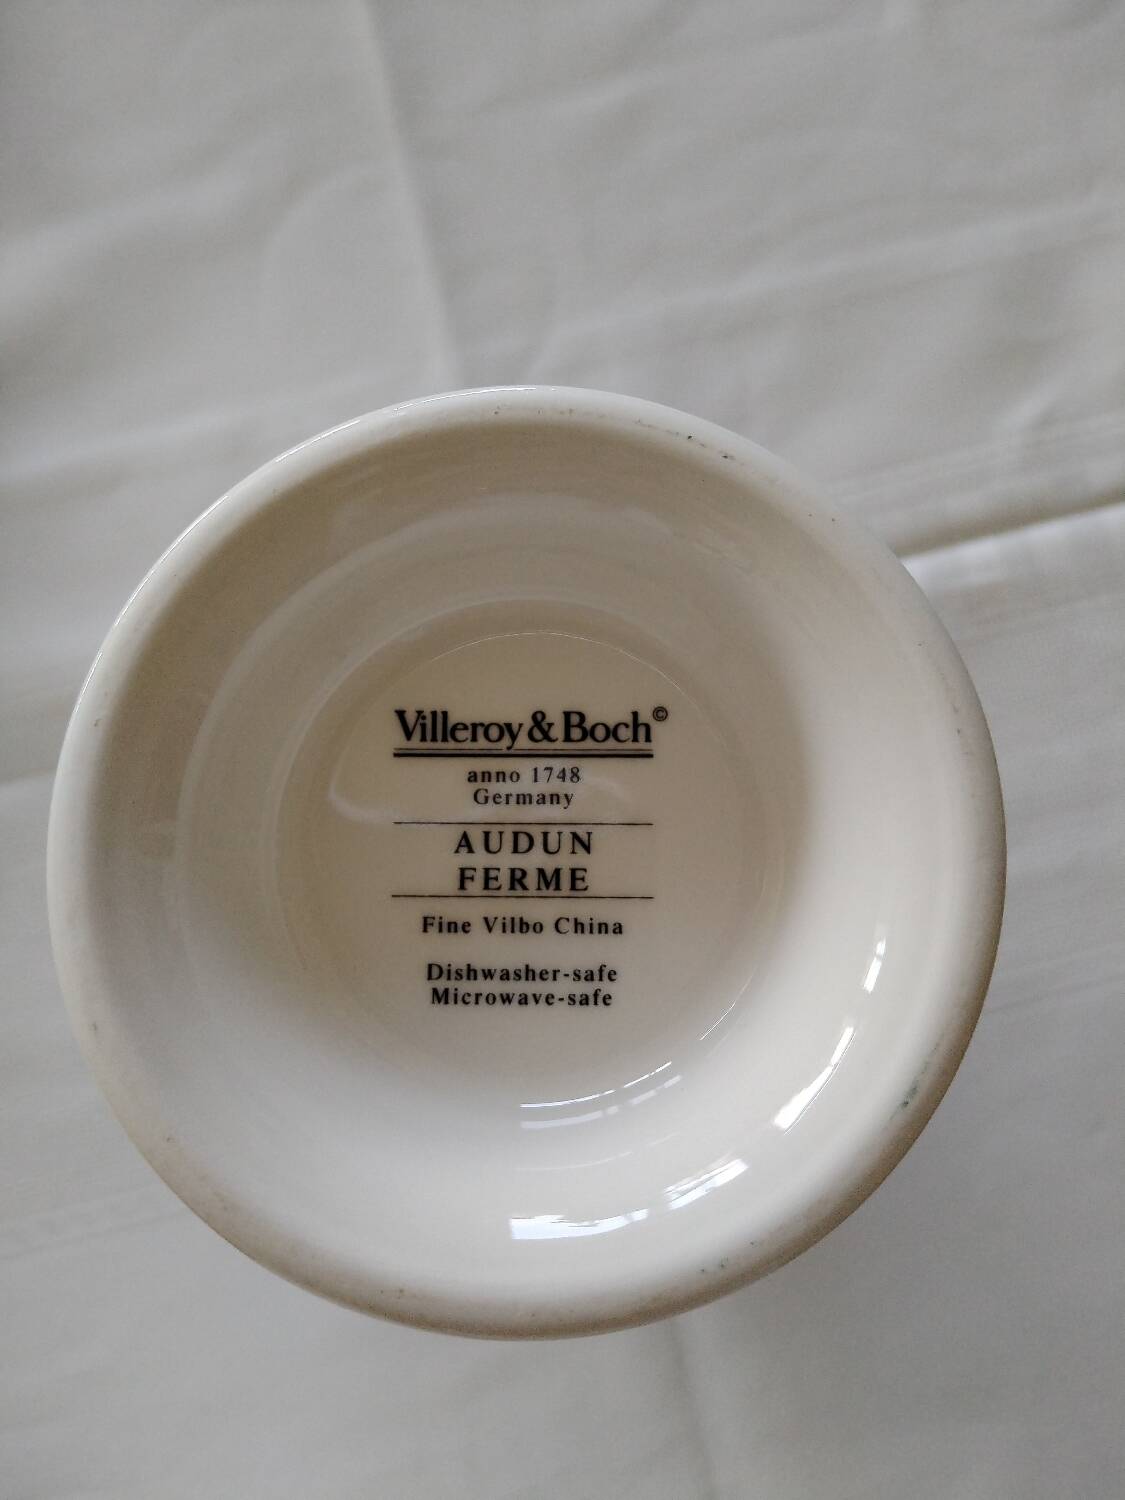 Villeroy & Boch©
anno 1748
Germany
AUDUN
FERME
Fine Vilbo China
Dishwasher-safe
Microwave-safe